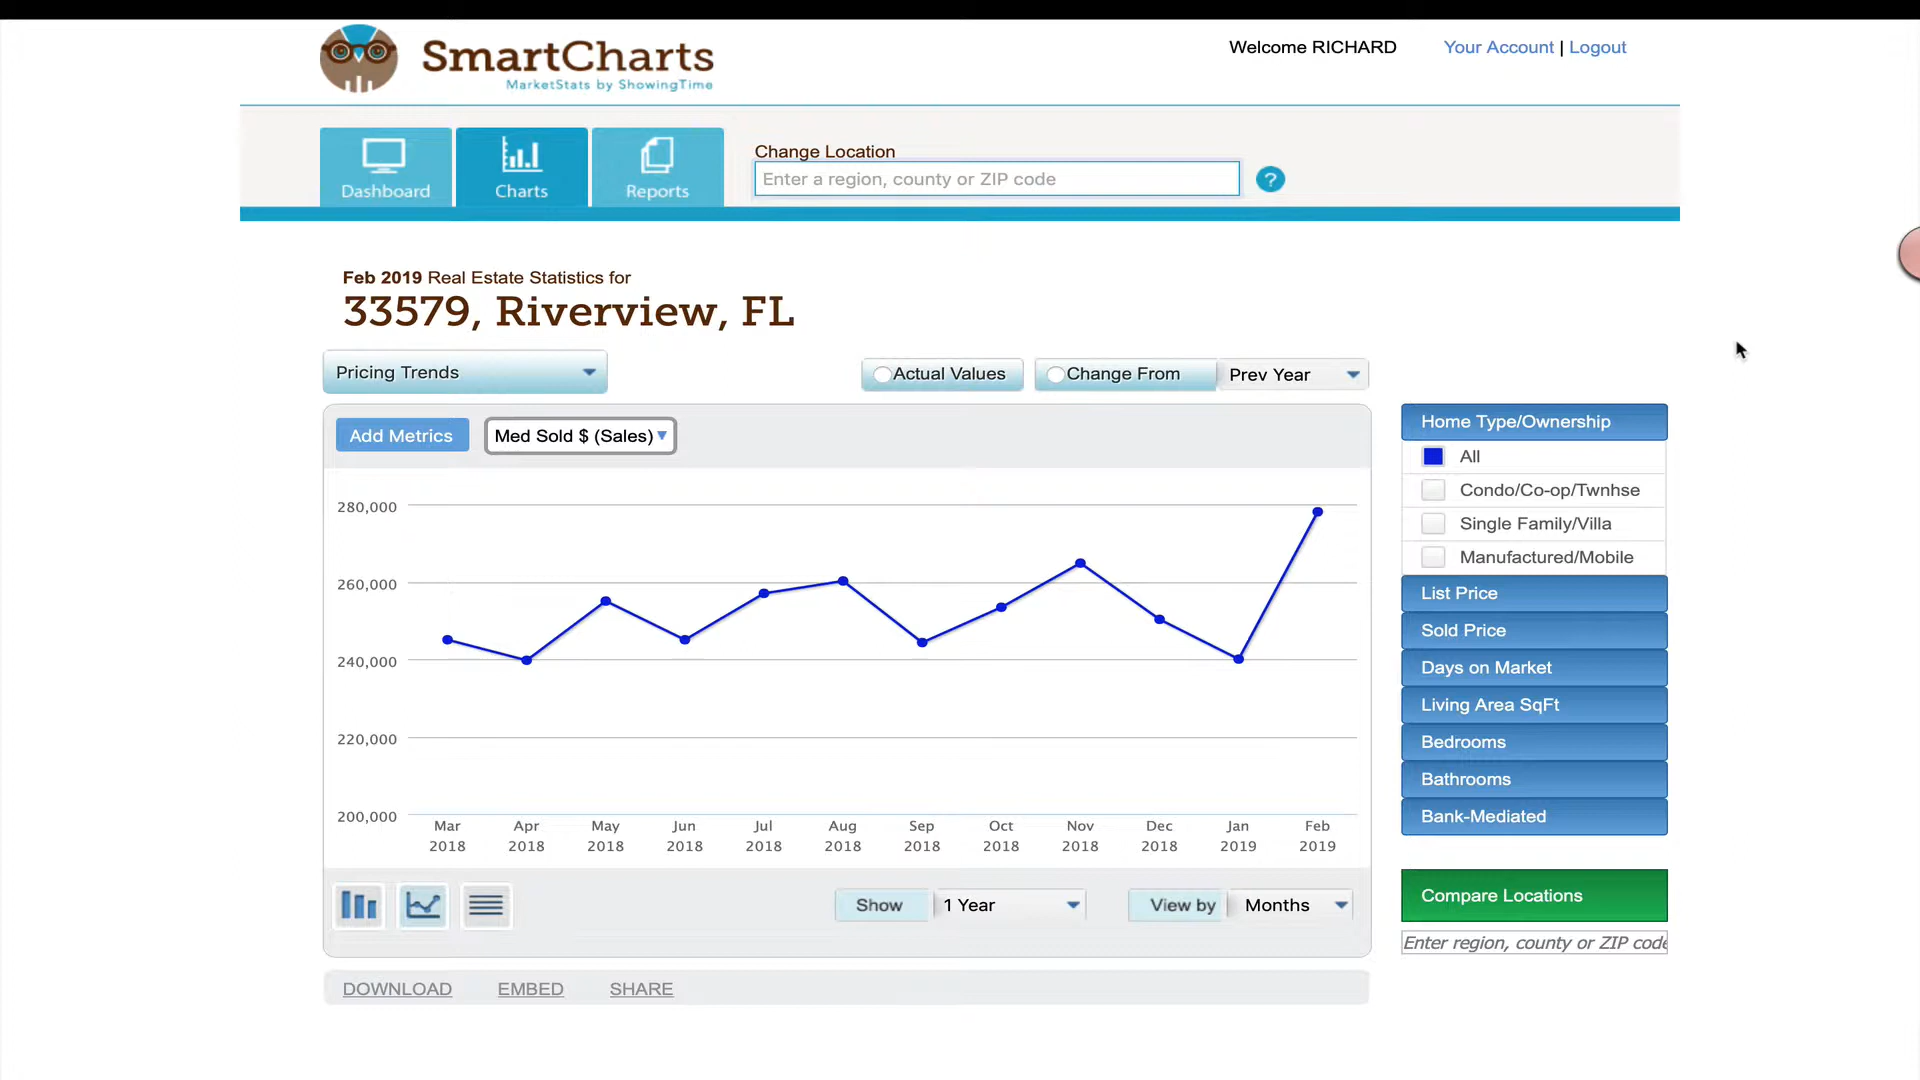 SmartCharts
MarketStats by ShowingTime
Welcome RICHARD Your Account | Logout
Dashboard Charts Reports
Change Location
Enter a region, county or ZIP code
?
Feb 2019 Real Estate Statistics for
33579, Riverview, FL
Pricing Trends Actual Values Change From Prev Year
Add Metrics Med Sold $ (Sales)
280,000
260,000
240,000
220,000
200,000
Mar Apr May Jun Jul Aug Sep Oct Nov Dec Jan Feb
2018 2018 2018 2018 2018 2018 2018 2018 2018 2018 2019 2019
Show 1 Year View by Months
DOWNLOAD EMBED SHARE
Home Type/Ownership
All
Condo/Co-op/Twnhse
Single Family/Villa
Manufactured/Mobile
List Price
Sold Price
Days on Market
Living Area SqFt
Bedrooms
Bathrooms
Bank-Mediated
Compare Locations
Enter region, county or ZIP code